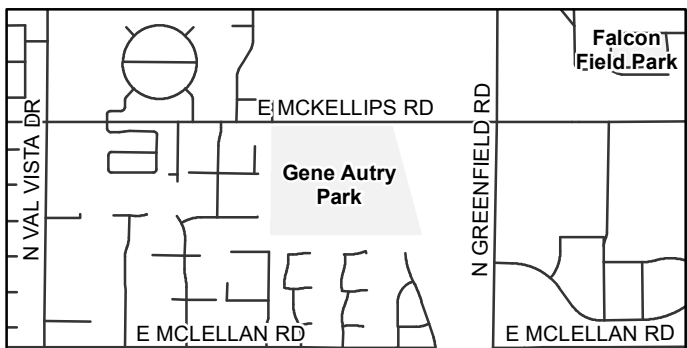 Falcon
Field Park
E MCKELLIPS RD
N VAL VISTA DR
N GREENFIELD RD
Gene Autry
Park
E MCLELLAN RD
E MCLELLAN RD